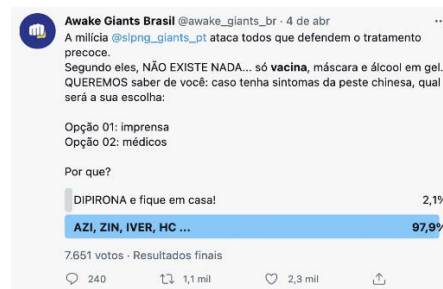 Awake Giants Brasil @awake_giants_br · 4 de abr
A milícia @slpng_giants_pt ataca todos que defendem o tratamento
precoce.
Segundo eles, NÃO EXISTE NADA... só vacina, máscara e álcool em gel.
QUEREMOS saber de você: caso tenha sintomas da peste chinesa, qual
será a sua escolha:
Opção 01: imprensa
Opção 02: médicos
Por que?
DIPIRONA e fique em casa! 2,1%
AZI, ZIN, IVER, HC ... 97,9%
7.651 votos · Resultados finais
240 1,1 mil 2,3 mil